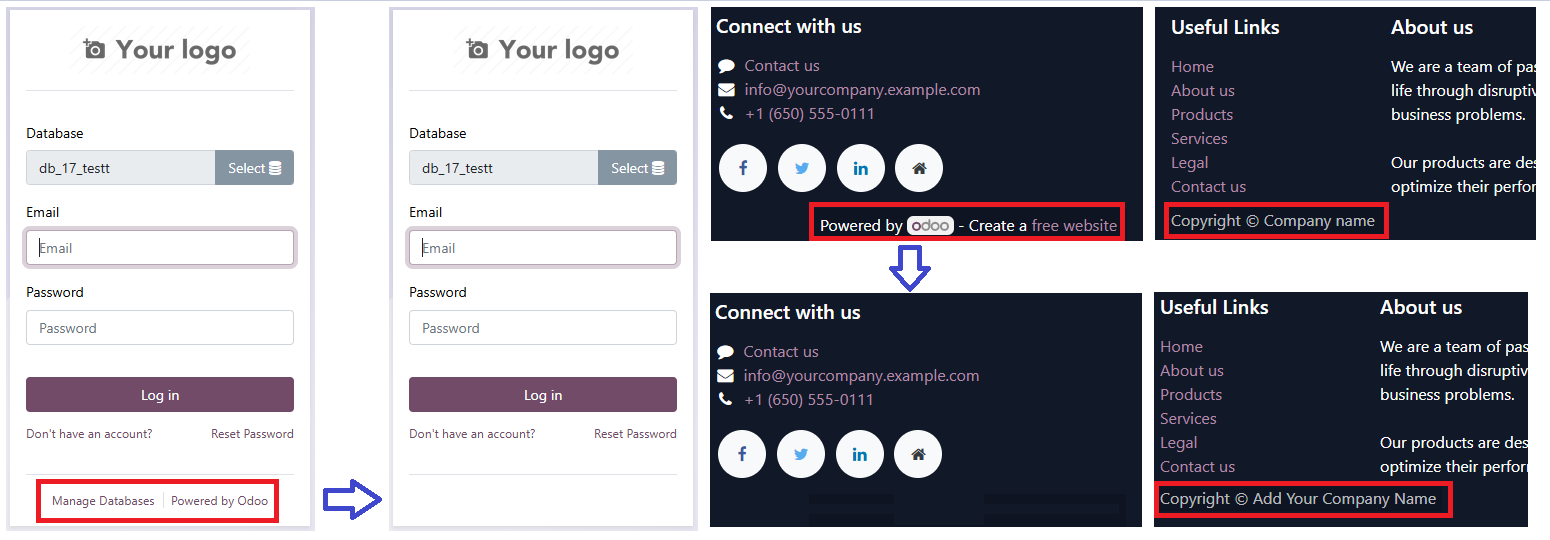 Your logo
Database
db_17_testt Select
Email
Email
Password
Password
Log in
Don't have an account? Reset Password
Manage Databases Powered by Odoo
Your logo
Database
db_17_testt Select
Email
Email
Password
Password
Log in
Don't have an account? Reset Password
Connect with us
Contact us
info@yourcompany.example.com
+1 (650) 555-0111
Powered by odoo - Create a free website
Useful Links
Home
About us
Products
Services
Legal
Contact us
Copyright © Company name
About us
We are a team of pas
life through disruptiv
business problems.
Our products are des
optimize their perfor
Connect with us
Contact us
info@yourcompany.example.com
+1 (650) 555-0111
Useful Links
Home
About us
Products
Services
Legal
Contact us
Copyright © Add Your Company Name
About us
We are a team of pas
life through disruptiv
business problems.
Our products are des
optimize their perforn